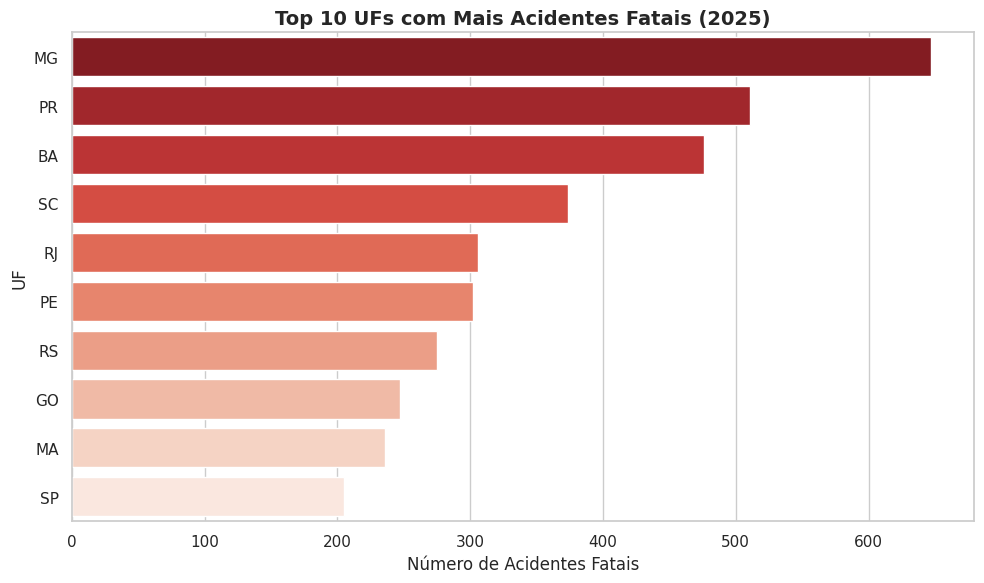 Top 10 UFs com Mais Acidentes Fatais (2025)
UF
MG
PR
BA
SC
RJ
PE
RS
GO
MA
SP
0 100 200 300 400 500 600
Número de Acidentes Fatais